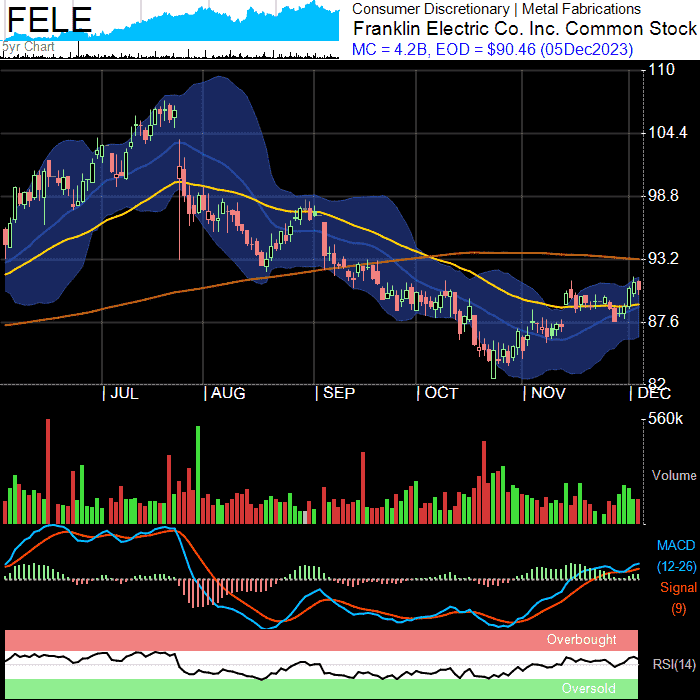 FELE
5yr Chart
Consumer Discretionary | Metal Fabrications
Franklin Electric Co. Inc. Common Stock
MC = 4.2B, EOD = $90.46 (05Dec2023)
110
104.4
98.8
93.2
87.6
82
JUL
AUG
SEP
OCT
NOV
DEC
560k
Volume
MACD
(12-26)
Signal
(9)
Overbought
RSI(14)
Oversold